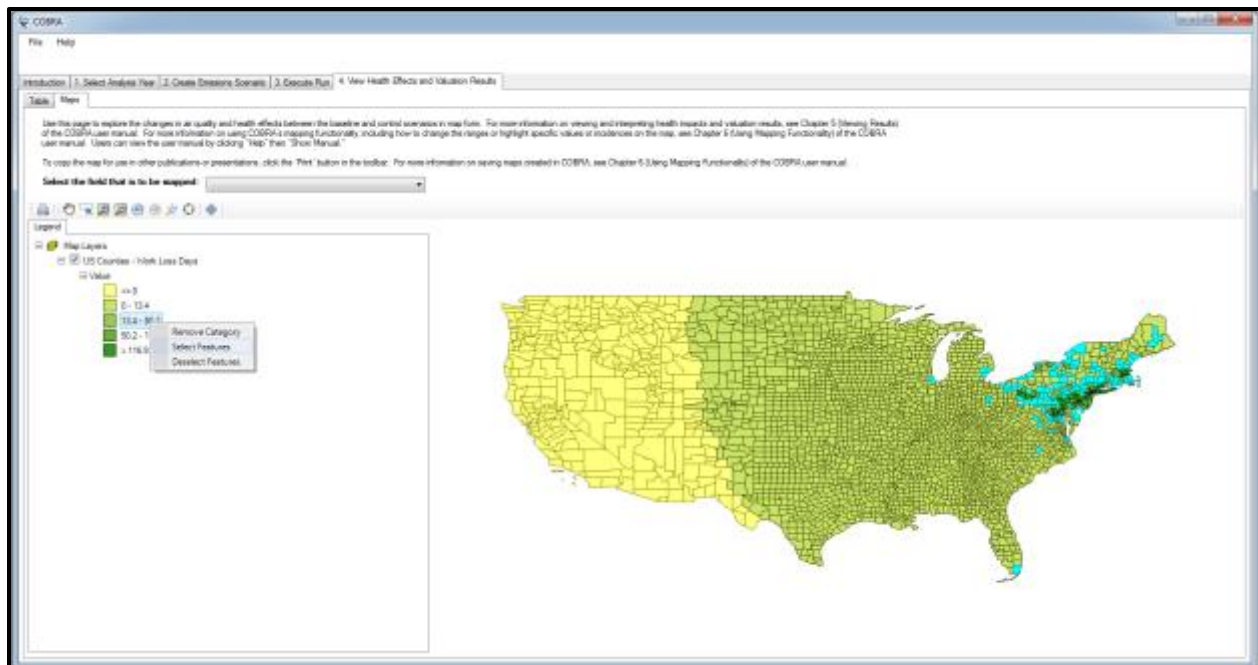 COBRA
File Help
Introduction 1. Select Analysis Year 2. Create Emissions Scenario 3. Execute Run 4. View Health Effects and Valuation Results
Table Maps
Use this page to explore the changes in air quality and health effects between the baseline and control scenarios in map form. For more information on viewing and interpreting health impacts and valuation results, see Chapter 5 (Viewing Results)
of the COBRA user manual. For more information on using COBRA's mapping functionality, including how to change the ranges or highlight specific values or incidences on the map, see Chapter 6 (Using Mapping Functionality) of the COBRA
user manual. Users can view the user manual by clicking "Help" then "Show Manual."
To copy the map for use in other publications or presentations, click the "Print" button in the toolbar. For more information on saving maps created in COBRA, see Chapter 6 (Using Mapping Functionality) of the COBRA user manual.
Select the field that is to be mapped:
Legend
Map Layers
US Counties - Work Loss Days
Value
<= 0
0 - 13.4
13.4 -
Remove Category
50.2 -
Select Features
> 116.9
Deselect Features